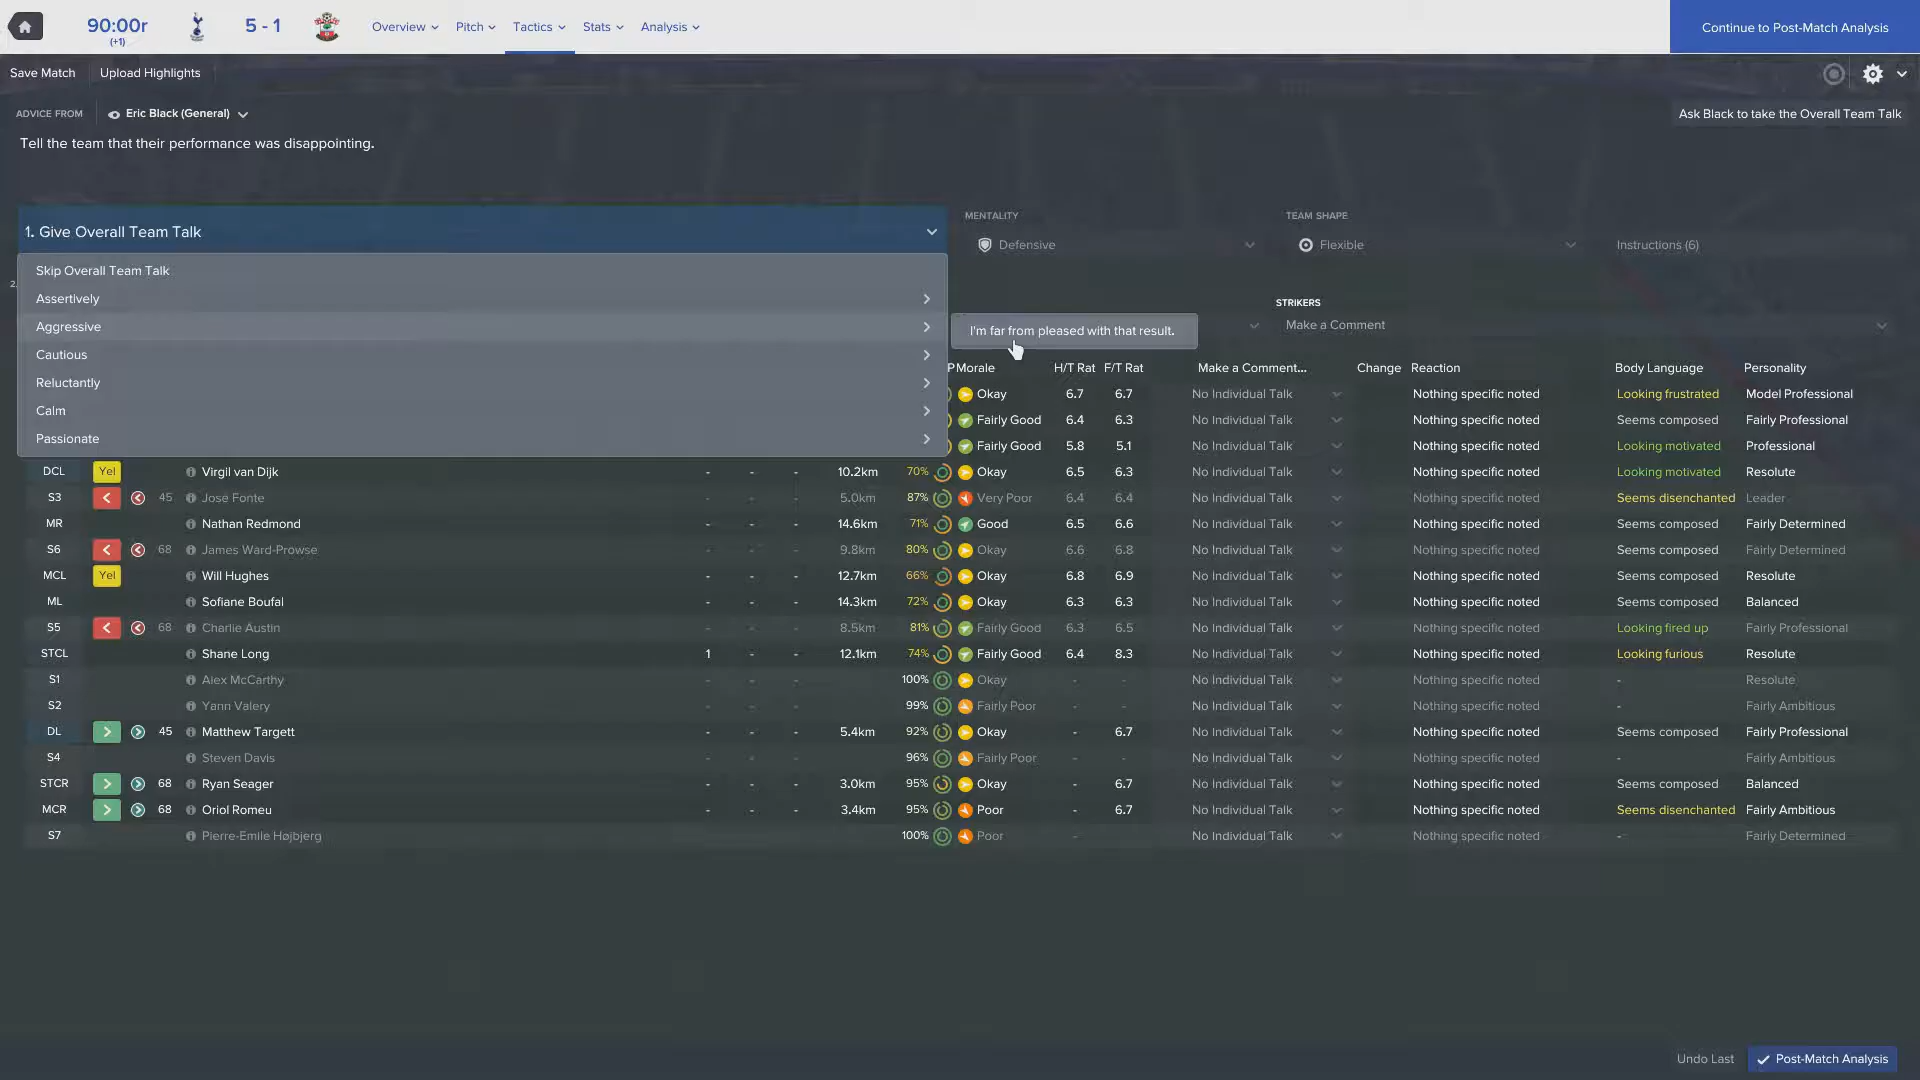 90:00r
(+1)
5 - 1
Overview
Pitch
Tactics
Stats
Analysis
Continue to Post-Match Analysis
Save Match
Upload Highlights
ADVICE FROM
Eric Black (General)
Ask Black to take the Overall Team Talk
Tell the team that their performance was disappointing.
1. Give Overall Team Talk
MENTALITY
TEAM SHAPE
Defensive
Flexible
Instructions (6)
Skip Overall Team Talk
2.
Assertively
Aggressive
Cautious
Reluctantly
Calm
Passionate
I'm far from pleased with that result.
STRIKERS
Make a Comment
P Morale H/T Rat F/T Rat Make a Comment... Change Reaction Body Language Personality
Okay 6.7 6.7 No Individual Talk Nothing specific noted Looking frustrated Model Professional
Fairly Good 6.4 6.3 No Individual Talk Nothing specific noted Seems composed Fairly Professional
Fairly Good 5.8 5.1 No Individual Talk Nothing specific noted Looking motivated Professional
DCL Yel Virgil van Dijk - - - 10.2km 70% Okay 6.5 6.3 No Individual Talk Nothing specific noted Looking motivated Resolute
S3 45 Jose Fonte - - - 5.0km 87% Very Poor 6.4 6.4 No Individual Talk Nothing specific noted Seems disenchanted Leader
MR Nathan Redmond - - - 14.6km 71% Good 6.5 6.6 No Individual Talk Nothing specific noted Seems composed Fairly Determined
S6 68 James Ward-Prowse - - - 9.8km 80% Okay 6.6 6.8 No Individual Talk Nothing specific noted Seems composed Fairly Determined
MCL Yel Will Hughes - - - 12.7km 66% Okay 6.8 6.9 No Individual Talk Nothing specific noted Seems composed Resolute
ML Sofiane Boufal - - - 14.3km 72% Okay 6.3 6.3 No Individual Talk Nothing specific noted Seems composed Balanced
S5 68 Charlie Austin - - - 8.5km 81% Fairly Good 6.3 6.5 No Individual Talk Nothing specific noted Looking fired up Fairly Professional
STCL Shane Long 1 - - 12.1km 74% Fairly Good 6.4 8.3 No Individual Talk Nothing specific noted Looking furious Resolute
S1 Alex McCarthy - - - 100% Okay - - No Individual Talk Nothing specific noted - Resolute
S2 Yann Valery - - - 99% Fairly Poor - - No Individual Talk Nothing specific noted - Fairly Ambitious
DL 45 Matthew Targett - - - 5.4km 92% Okay - 6.7 No Individual Talk Nothing specific noted Seems composed Fairly Professional
S4 Steven Davis - - - 96% Fairly Poor - - No Individual Talk Nothing specific noted - Fairly Ambitious
STCR 68 Ryan Seager - - - 3.0km 95% Okay - 6.7 No Individual Talk Nothing specific noted Seems composed Balanced
MCR 68 Oriol Romeu - - - 3.4km 95% Poor - 6.7 No Individual Talk Nothing specific noted Seems disenchanted Fairly Ambitious
S7 Pierre-Emile Højbjerg - - - 100% Poor - - No Individual Talk Nothing specific noted - Fairly Determined
Undo Last
Post-Match Analysis